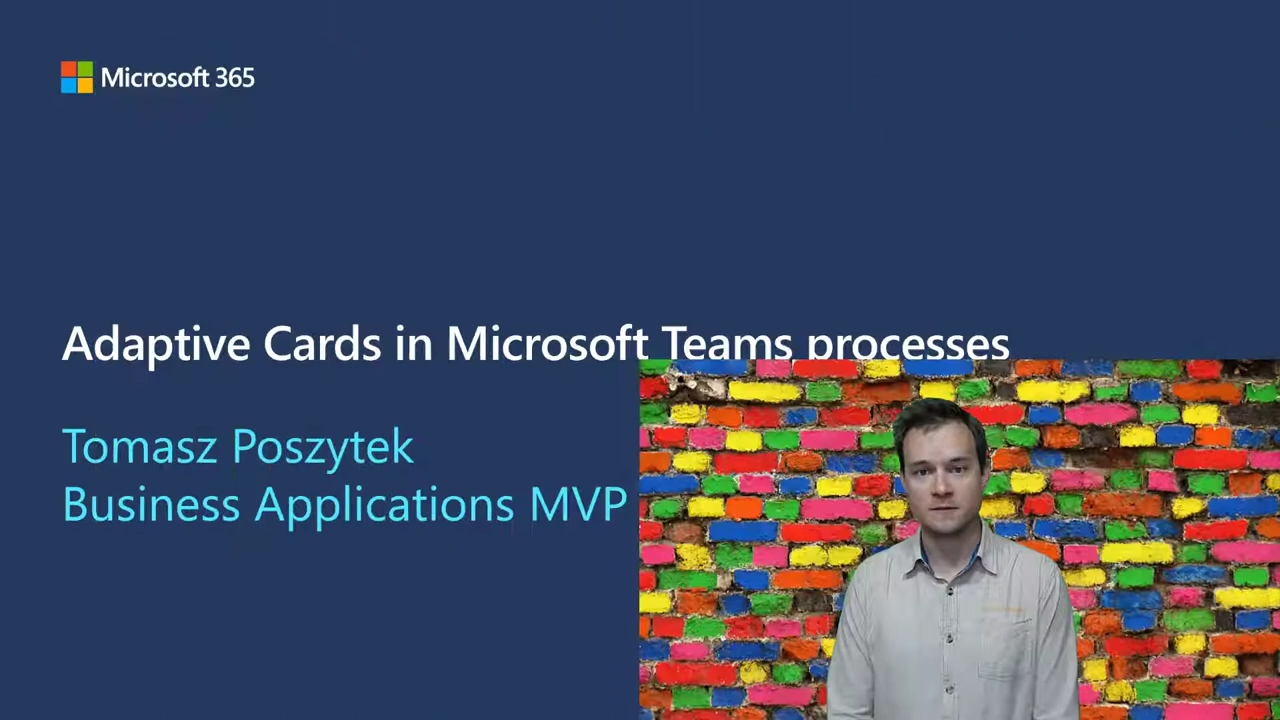 Microsoft 365
Adaptive Cards in Microsoft Teams processes
Tomasz Poszytek
Business Applications MVP